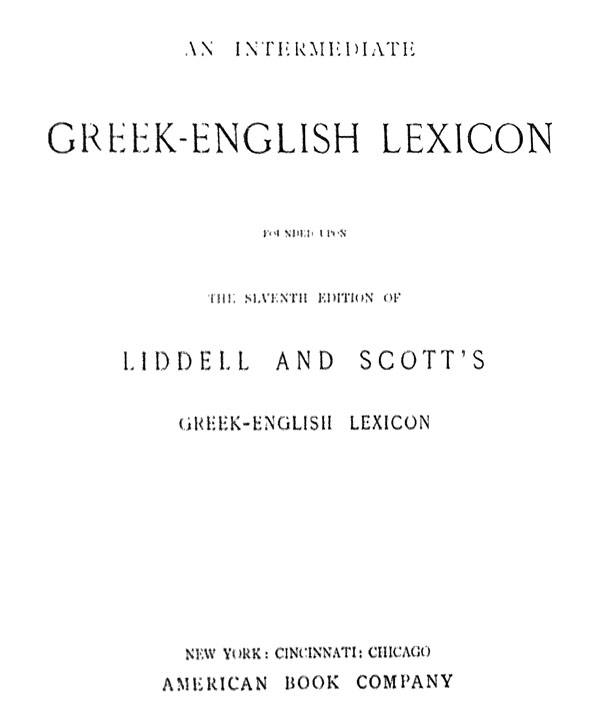 AN INTERMEDIATE
GREEK-ENGLISH LEXICON
FOUNDED UPON
THE SEVENTH EDITION OF
LIDDELL AND SCOTT'S
GREEK-ENGLISH LEXICON
NEW YORK: CINCINNATI: CHICAGO
AMERICAN BOOK COMPANY